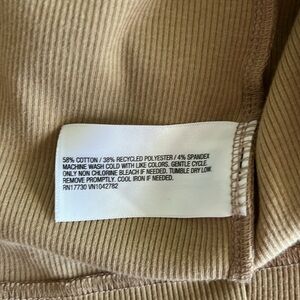 58% COTTON / 38% RECYCLED POLYESTER / 4% SPANDEX
MACHINE WASH COLD WITH LIKE COLORS. GENTLE CYCLE.
ONLY NON CHLORINE BLEACH IF NEEDED. TUMBLE DRY LOW.
REMOVE PROMPTLY. COOL IRON IF NEEDED.
RN17730 VN1042782